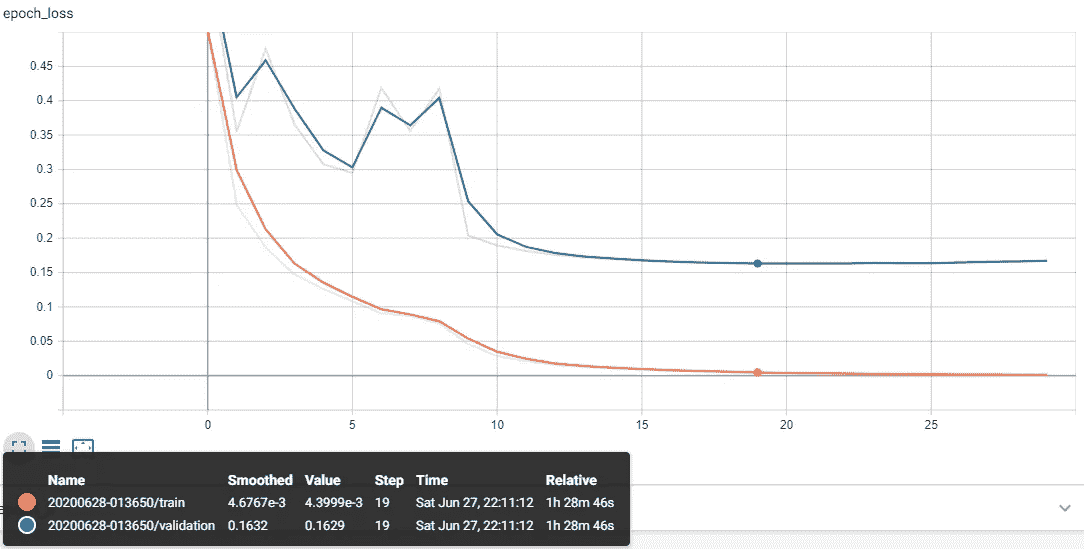 epoch_loss
0.45
0.4
0.35
0.3
0.25
0.2
0.15
0.1
0.05
0
0 5 10 15 20 25
Name Smoothed Value Step Time Relative
20200628-013650/train 4.6767e-3 4.3999e-3 19 Sat Jun 27, 22:11:12 1h 28m 46s
20200628-013650/validation 0.1632 0.1629 19 Sat Jun 27, 22:11:12 1h 28m 46s